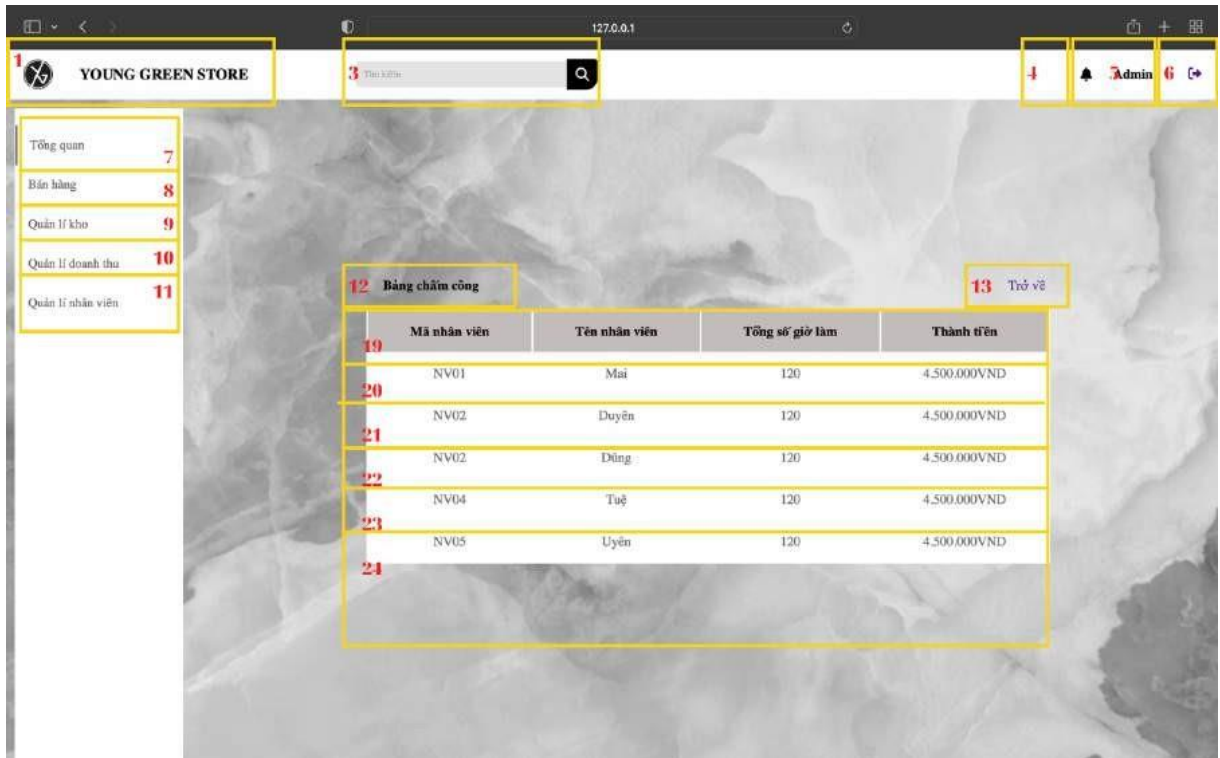 127.0.0.1
1 YOUNG GREEN STORE
3 Tìm kiếm
4
5 Admin
6
Tổng quan 7
Bán hàng 8
Quản lí kho 9
Quản lí doanh thu 10
Quản lí nhân viên 11
12 Bảng chấm công
13 Trở về
19 Mã nhân viên Tên nhân viên Tổng số giờ làm Thành tiền
20 NV01 Mai 120 4.500.000VND
21 NV02 Duyên 120 4.500.000VND
22 NV02 Dũng 120 4.500.000VND
23 NV04 Tuệ 120 4.500.000VND
24 NV05 Uyên 120 4.500.000VND